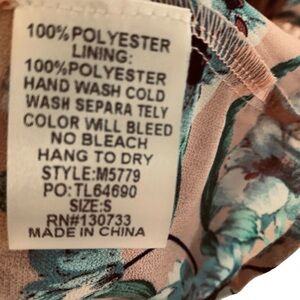 100% POLYESTER
LINING:
100%POLYESTER
HAND WASH COLD
WASH SEPARA TELY
COLOR WILL BLEED
NO BLEACH
HANG TO DRY
STYLE:M5779
PO:TL64690
SIZE:S
RN#130733
MADE IN CHINA